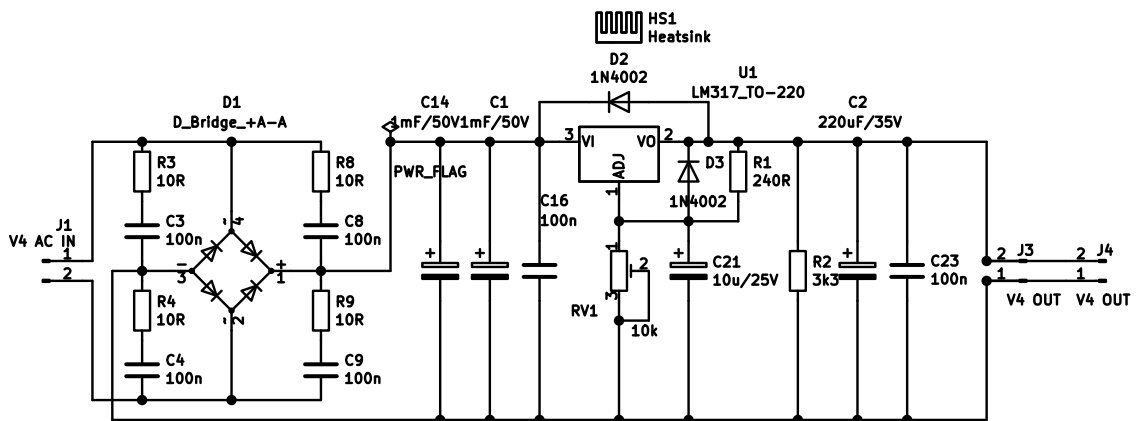 HS1
Heatsink
D2
1N4002
U1
LM317_TO-220
D1
D_Bridge_+A-A
C14
1mF/50V
C1
1mF/50V
C2
220uF/35V
3
VI
VO
2
ADJ
1
PWR_FLAG
D3
1N4002
R1
240R
R3
10R
R8
10R
C3
100n
C8
100n
C16
100n
J1
V4 AC IN
1
2
~
4
-
3
+
1
~
2
R4
10R
R9
10R
C4
100n
C9
100n
+
+
1
2
3
RV1
10k
+
C21
10u/25V
R2
3k3
+
C23
100n
2
J3
2
J4
1
1
V4 OUT
V4 OUT